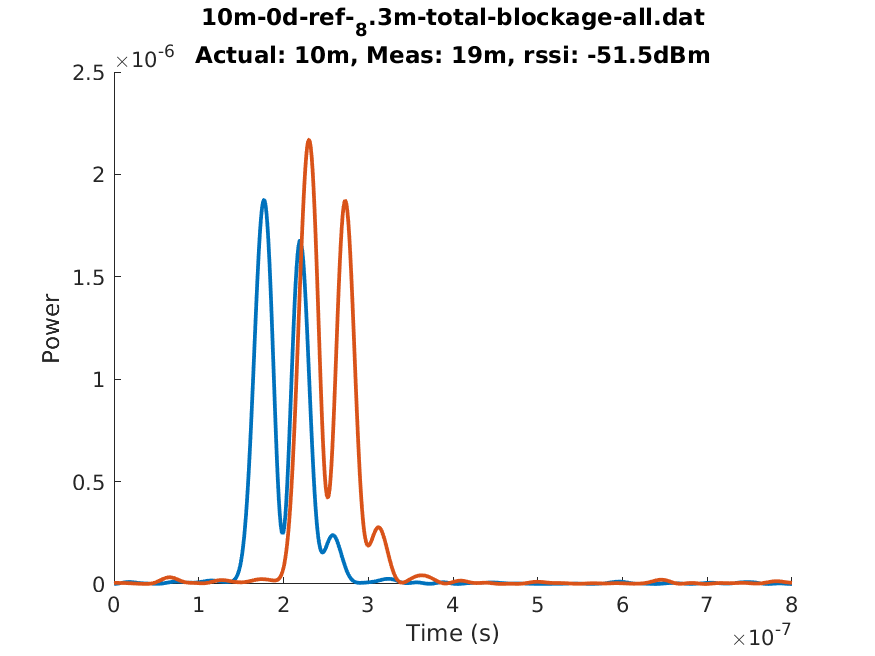 10m-0d-ref-₈.3m-total-blockage-all.dat
Actual: 10m, Meas: 19m, rssi: -51.5dBm
×10⁻⁶
2.5
2
1.5
1
0.5
0
Power
0 1 2 3 4 5 6 7 8
Time (s)
×10⁻⁷